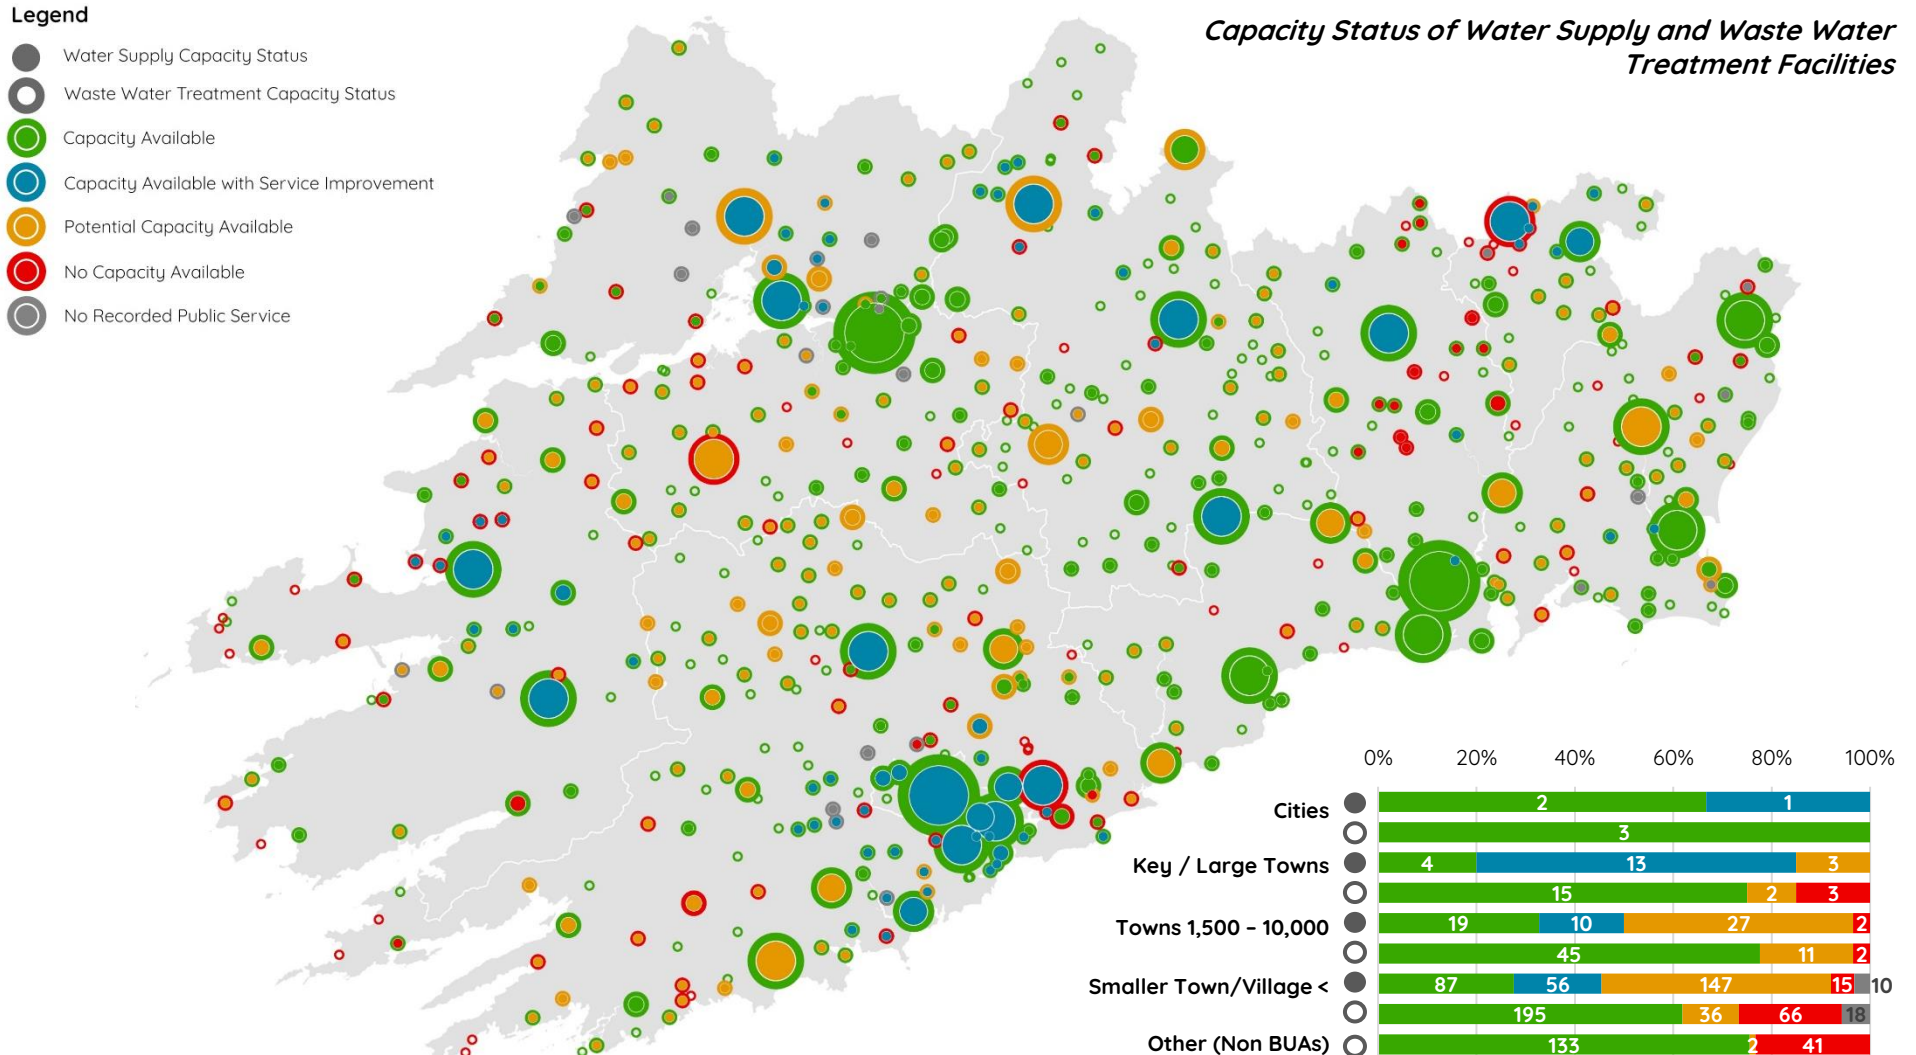 Legend
Water Supply Capacity Status
Waste Water Treatment Capacity Status
Capacity Available
Capacity Available with Service Improvement
Potential Capacity Available
No Capacity Available
No Recorded Public Service
Capacity Status of Water Supply and Waste Water
Treatment Facilities
0% 20% 40% 60% 80% 100%
Cities
2 1
3
Key / Large Towns
4 13 3
15 2 3
Towns 1,500 – 10,000
19 10 27 2
45 11 2
Smaller Town/Village <
87 56 147 15 10
195 36 66 18
Other (Non BUAs)
133 2 41